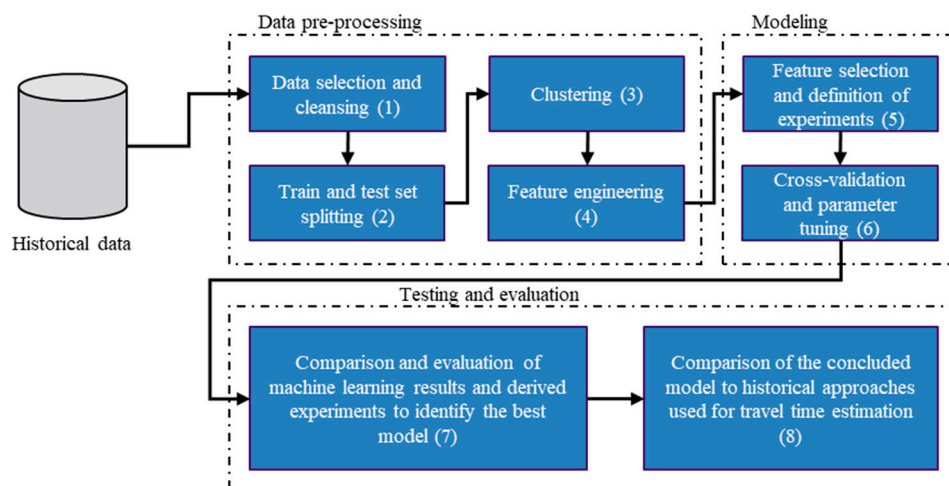 Data pre-processing
Modeling
Data selection and
cleansing (1)
Train and test set
splitting (2)
Clustering (3)
Feature engineering
(4)
Feature selection
and definition of
experiments (5)
Cross-validation
and parameter
tuning (6)
Historical data
Testing and evaluation
Comparison and evaluation of
machine learning results and derived
experiments to identify the best
model (7)
Comparison of the concluded
model to historical approaches
used for travel time estimation
(8)